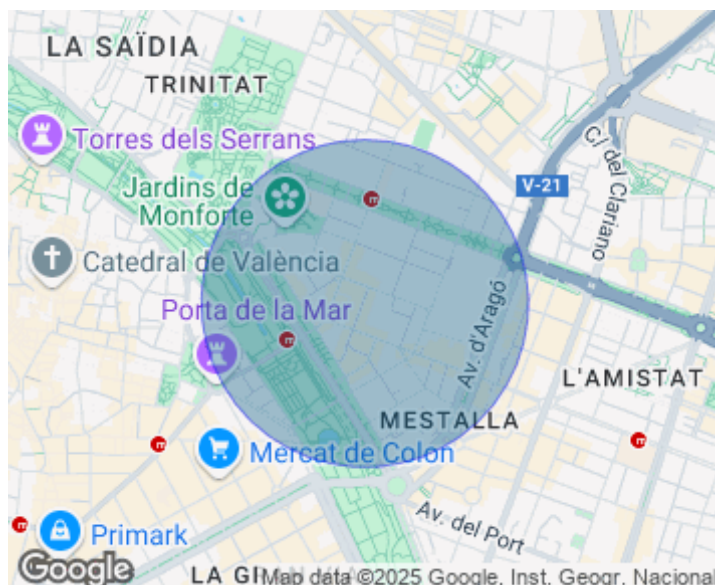 LA SAÏDIA
TRINITAT
Torres dels Serrans
Jardins de
Monforte
V-21
C/ del Clariano
Catedral de València
Porta de la Mar
Av. d'Aragó
L'AMISTAT
MESTALLA
Mercat de Colon
Primark
Av. del Port
Google
LA G
Map data ©2025 Google, Inst. Geogr. Nacional